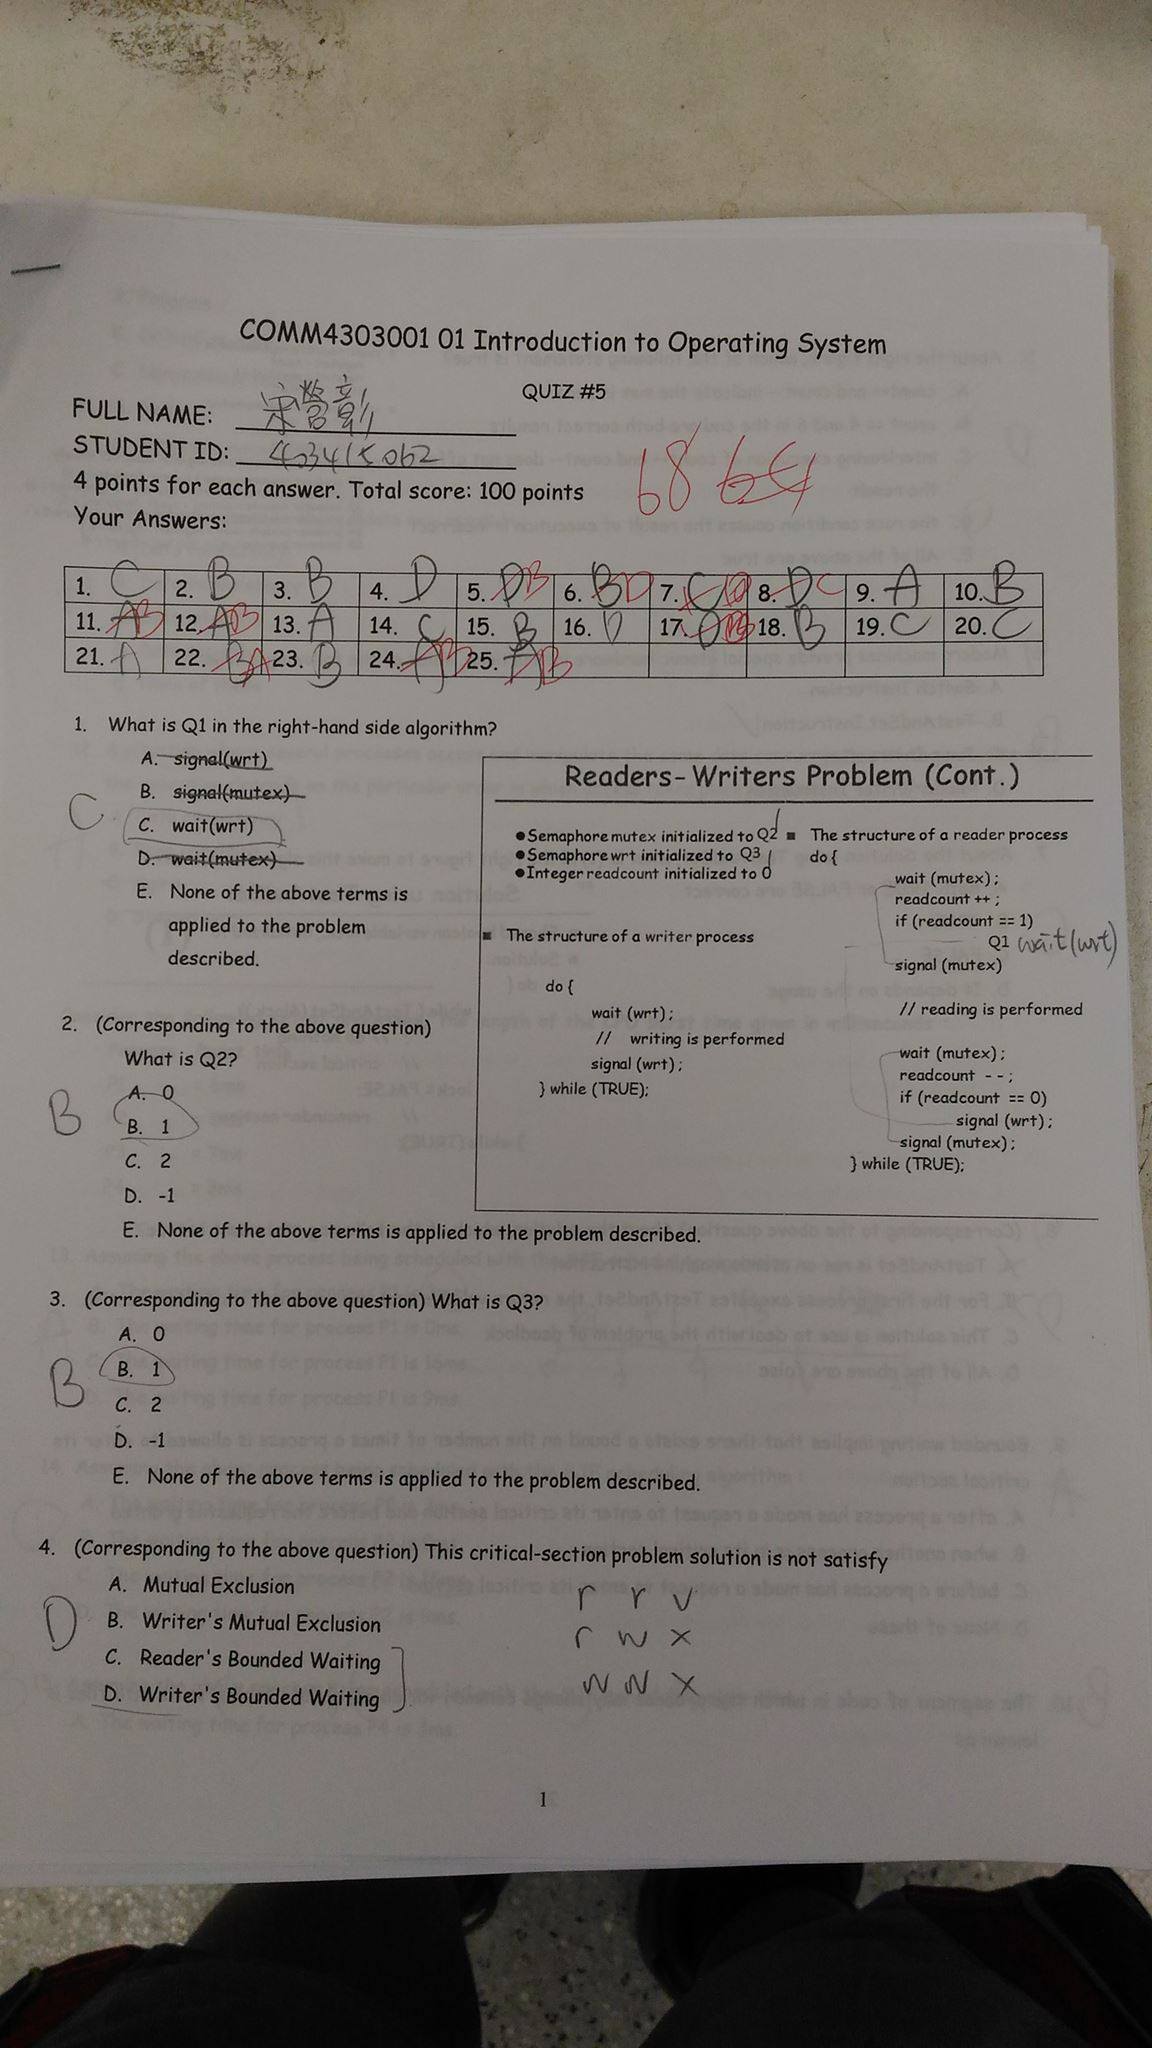 COMM4303001 01 Introduction to Operating System
QUIZ #5
FULL NAME: 宋營彰
STUDENT ID: 403415062
68 64
4 points for each answer. Total score: 100 points
Your Answers:
1. C 2. B 3. B 4. D 5. D B 6. B D 7. C D 8. D C 9. A 10. B
11. A B 12. A B 13. A 14. C 15. B 16. D 17. B 18. B 19. C 20. C
21. A 22. B A 23. B 24. A B 25. A B
1. What is Q1 in the right-hand side algorithm?
A. signal(wrt)
B. signal(mutex)
C. wait(wrt)
C
D. wait(mutex)
E. None of the above terms is
applied to the problem
described.
2. (Corresponding to the above question)
What is Q2?
A. 0
B
B. 1
C. 2
D. -1
E. None of the above terms is applied to the problem described.
Readers-Writers Problem (Cont.)
●Semaphore mutex initialized to Q2 1
●Semaphore wrt initialized to Q3 1
●Integer readcount initialized to 0
■ The structure of a writer process
do {
wait (wrt) ;
// writing is performed
signal (wrt) ;
} while (TRUE);
■ The structure of a reader process
do {
wait (mutex) ;
readcount ++ ;
if (readcount == 1)
Q1 wait(wrt)
signal (mutex)
// reading is performed
wait (mutex) ;
readcount - - ;
if (readcount == 0)
signal (wrt) ;
signal (mutex) ;
} while (TRUE);
3. (Corresponding to the above question) What is Q3?
A. 0
B
B. 1
C. 2
D. -1
E. None of the above terms is applied to the problem described.
4. (Corresponding to the above question) This critical-section problem solution is not satisfy
A. Mutual Exclusion
r r v
D
B. Writer's Mutual Exclusion
r w x
C. Reader's Bounded Waiting
w w x
D. Writer's Bounded Waiting
1